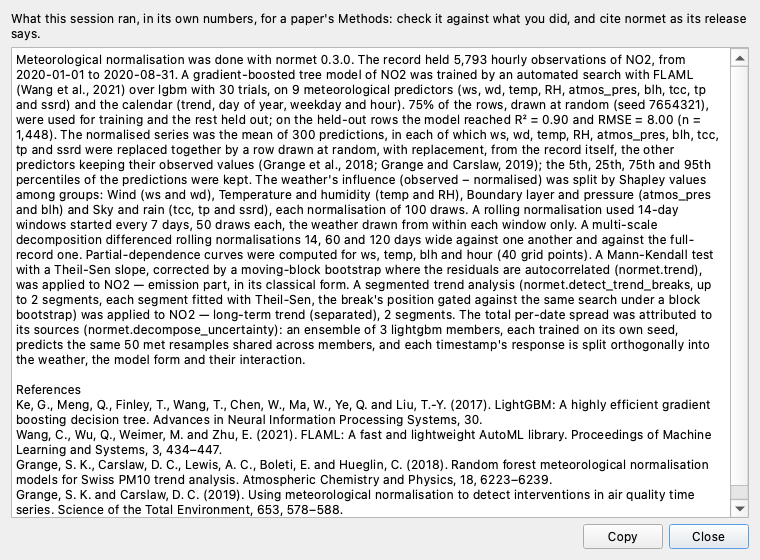 What this session ran, in its own numbers, for a paper's Methods: check it against what you did, and cite normet as its release
says.
Meteorological normalisation was done with normet 0.3.0. The record held 5,793 hourly observations of NO2, from
2020-01-01 to 2020-08-31. A gradient-boosted tree model of NO2 was trained by an automated search with FLAML
(Wang et al., 2021) over lgbm with 30 trials, on 9 meteorological predictors (ws, wd, temp, RH, atmos_pres, blh, tcc, tp
and ssrd) and the calendar (trend, day of year, weekday and hour). 75% of the rows, drawn at random (seed 7654321),
were used for training and the rest held out; on the held-out rows the model reached R² = 0.90 and RMSE = 8.00 (n =
1,448). The normalised series was the mean of 300 predictions, in each of which ws, wd, temp, RH, atmos_pres, blh, tcc,
tp and ssrd were replaced together by a row drawn at random, with replacement, from the record itself, the other
predictors keeping their observed values (Grange et al., 2018; Grange and Carslaw, 2019); the 5th, 25th, 75th and 95th
percentiles of the predictions were kept. The weather's influence (observed − normalised) was split by Shapley values
among groups: Wind (ws and wd), Temperature and humidity (temp and RH), Boundary layer and pressure (atmos_pres
and blh) and Sky and rain (tcc, tp and ssrd), each normalisation of 100 draws. A rolling normalisation used 14-day
windows started every 7 days, 50 draws each, the weather drawn from within each window only. A multi-scale
decomposition differenced rolling normalisations 14, 60 and 120 days wide against one another and against the full-
record one. Partial-dependence curves were computed for ws, temp, blh and hour (40 grid points). A Mann-Kendall test
with a Theil-Sen slope, corrected by a moving-block bootstrap where the residuals are autocorrelated (normet.trend),
was applied to NO2 — emission part, in its classical form. A segmented trend analysis (normet.detect_trend_breaks, up
to 2 segments, each segment fitted with Theil-Sen, the break's position gated against the same search under a block
bootstrap) was applied to NO2 — long-term trend (separated), 2 segments. The total per-date spread was attributed to
its sources (normet.decompose_uncertainty): an ensemble of 3 lightgbm members, each trained on its own seed,
predicts the same 50 met resamples shared across members, and each timestamp's response is split orthogonally into
the weather, the model form and their interaction.
References
Ke, G., Meng, Q., Finley, T., Wang, T., Chen, W., Ma, W., Ye, Q. and Liu, T.-Y. (2017). LightGBM: A highly efficient gradient
boosting decision tree. Advances in Neural Information Processing Systems, 30.
Wang, C., Wu, Q., Weimer, M. and Zhu, E. (2021). FLAML: A fast and lightweight AutoML library. Proceedings of Machine
Learning and Systems, 3, 434–447.
Grange, S. K., Carslaw, D. C., Lewis, A. C., Boleti, E. and Hueglin, C. (2018). Random forest meteorological normalisation
models for Swiss PM10 trend analysis. Atmospheric Chemistry and Physics, 18, 6223–6239.
Grange, S. K. and Carslaw, D. C. (2019). Using meteorological normalisation to detect interventions in air quality time
series. Science of the Total Environment, 653, 578–588.
Copy Close